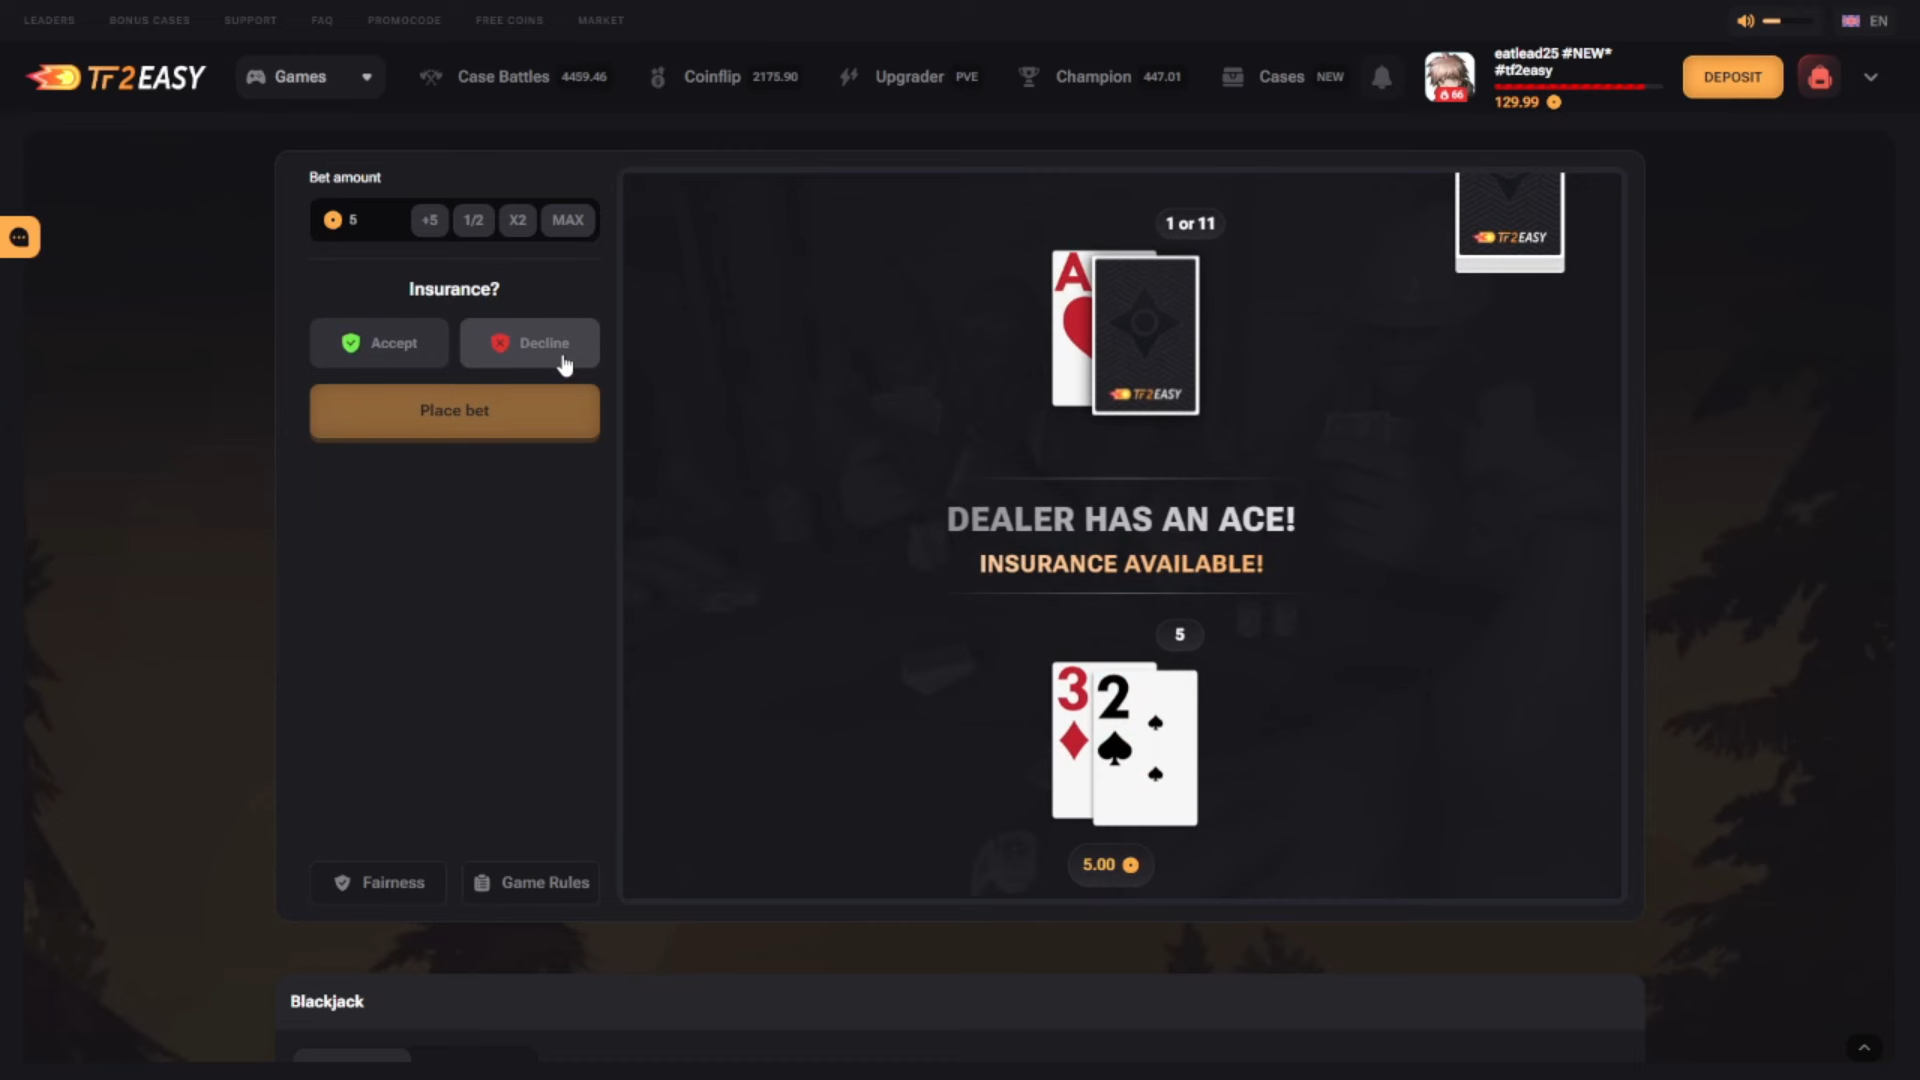 LEADERS
BONUS CASES
SUPPORT
FAQ
PROMOCODE
FREE COINS
MARKET
EN
TF2EASY
Games
Case Battles 4459.46
Coinflip 2175.90
Upgrader PVE
Champion 447.01
Cases NEW
66
eatlead25 #NEW*
#tf2easy
129.99
DEPOSIT
Bet amount
5
+5
1/2
X2
MAX
Insurance?
Accept
Decline
Place bet
1 or 11
A
TF2EASY
TF2EASY
DEALER HAS AN ACE!
INSURANCE AVAILABLE!
5
3
2
5.00
Fairness
Game Rules
Blackjack